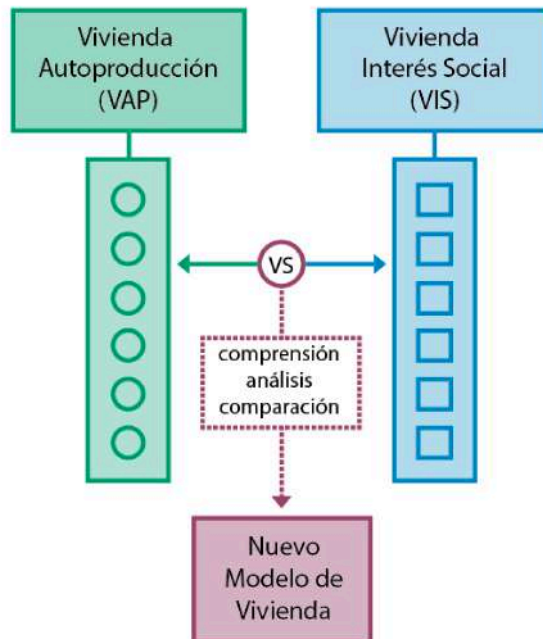 Vivienda
Autoproducción
(VAP)
Vivienda
Interés Social
(VIS)
VS
comprensión
análisis
comparación
Nuevo
Modelo de
Vivienda